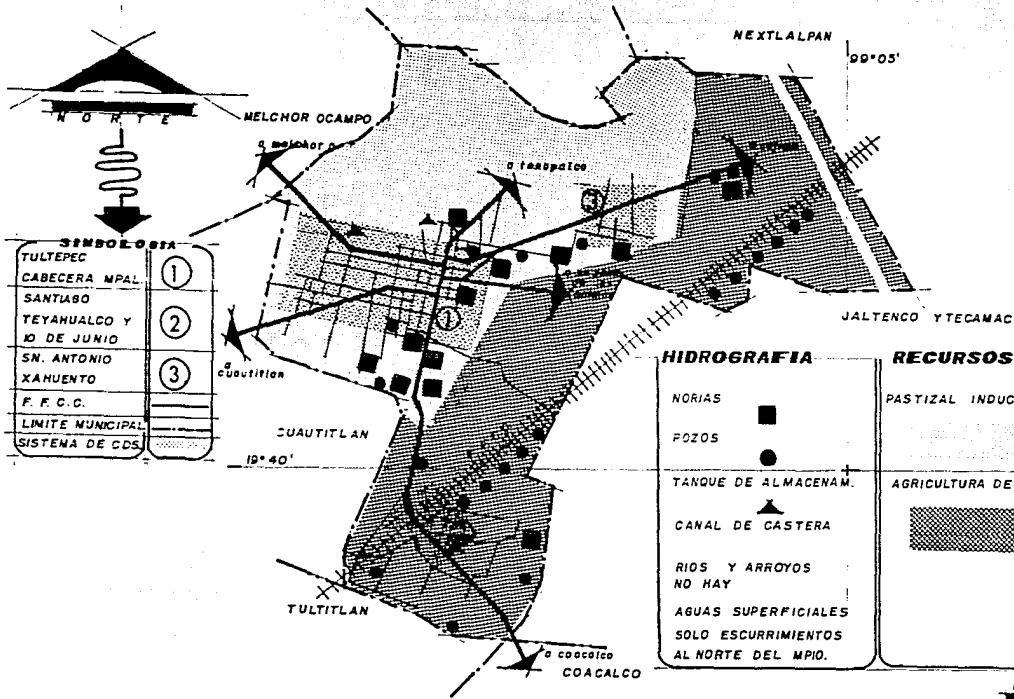 NEXTLALPAN
99°05'
NORTE
MELCHOR OCAMPO
a melchor o
a tenopalco
SIMBOLOGIA
TULTEPEC
CABECERA MPAL.
1
SANTIAGO
TEYAHUALCO Y
10 DE JUNIO
2
SN. ANTONIO
XAHUENTO
3
F. F. C. C.
LIMITE MUNICIPAL
SISTEMA DE CDS.
3
1
a
cuautitlan
JALTENCO Y TECAMAC
CUAUTITLAN
19°40'
TULTITLAN
a coacalco
COACALCO
HIDROGRAFIA
NORIAS
POZOS
TANQUE DE ALMACENAM.
CANAL DE CASTERA
RIOS Y ARROYOS
NO HAY
AGUAS SUPERFICIALES
SOLO ESCURRIMIENTOS
AL NORTE DEL MPIO.
RECURSOS
PASTIZAL INDUC
AGRICULTURA DE